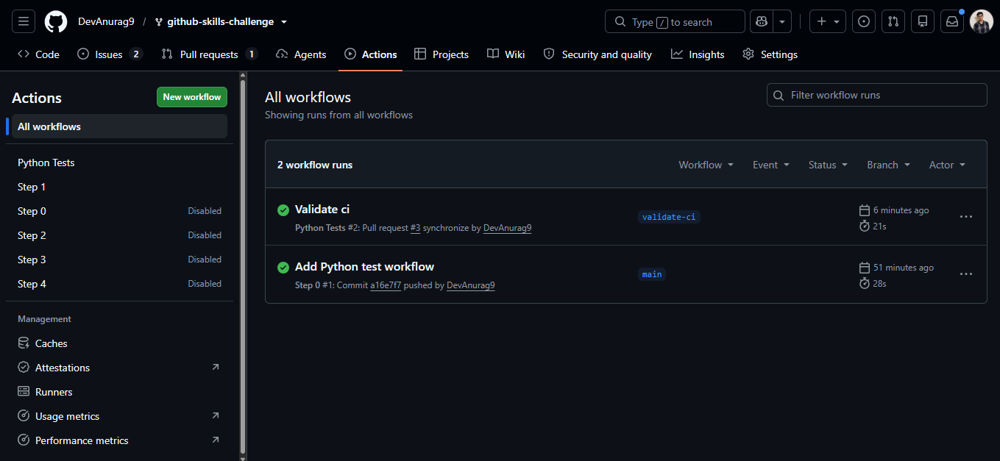 DevAnurag9 / github-skills-challenge
Type / to search
Code Issues 2 Pull requests 1 Agents Actions Projects Wiki Security and quality Insights Settings
Actions
New workflow
All workflows
Python Tests
Step 1
Step 0 Disabled
Step 2 Disabled
Step 3 Disabled
Step 4 Disabled
Management
Caches
Attestations
Runners
Usage metrics
Performance metrics
All workflows
Showing runs from all workflows
Filter workflow runs
2 workflow runs
Workflow Event Status Branch Actor
Validate ci
Python Tests #2: Pull request #3 synchronize by DevAnurag9
validate-ci
6 minutes ago
21s
Add Python test workflow
Step 0 #1: Commit a16e7f7 pushed by DevAnurag9
main
51 minutes ago
28s